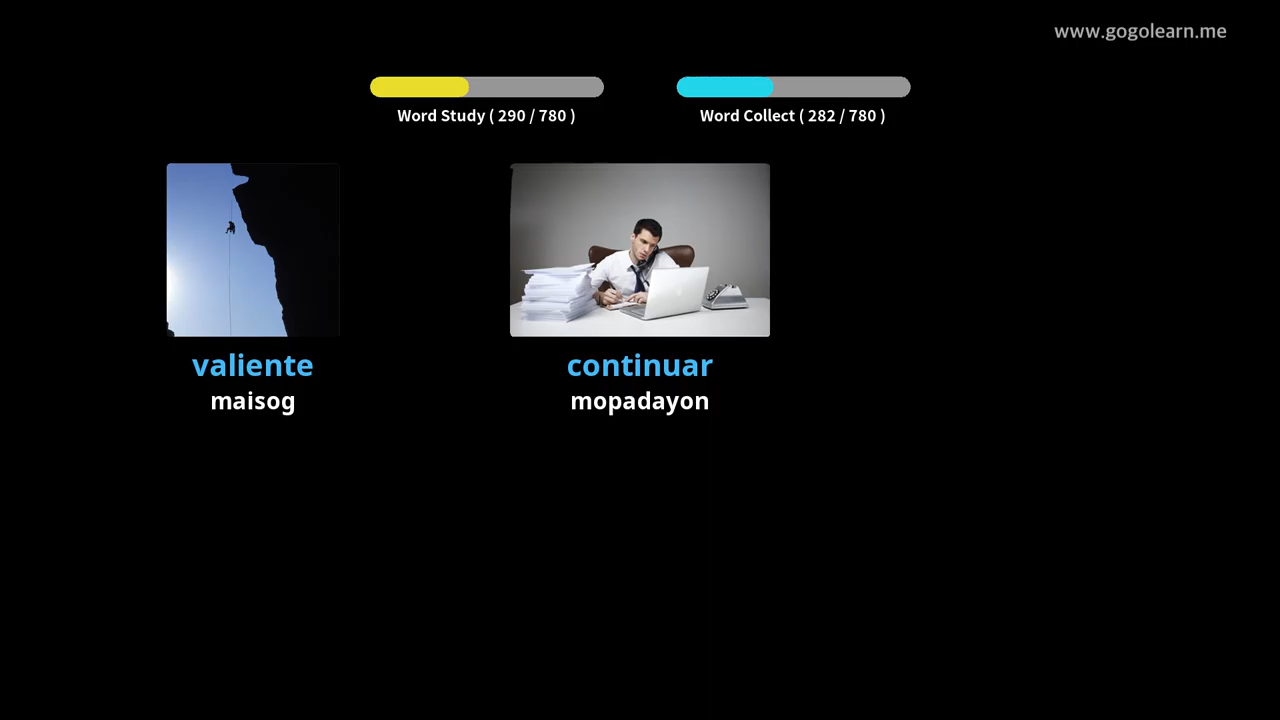 www.gogolearn.me
Word Study ( 290 / 780 )
Word Collect ( 282 / 780 )
valiente
maisog
continuar
mopadayon